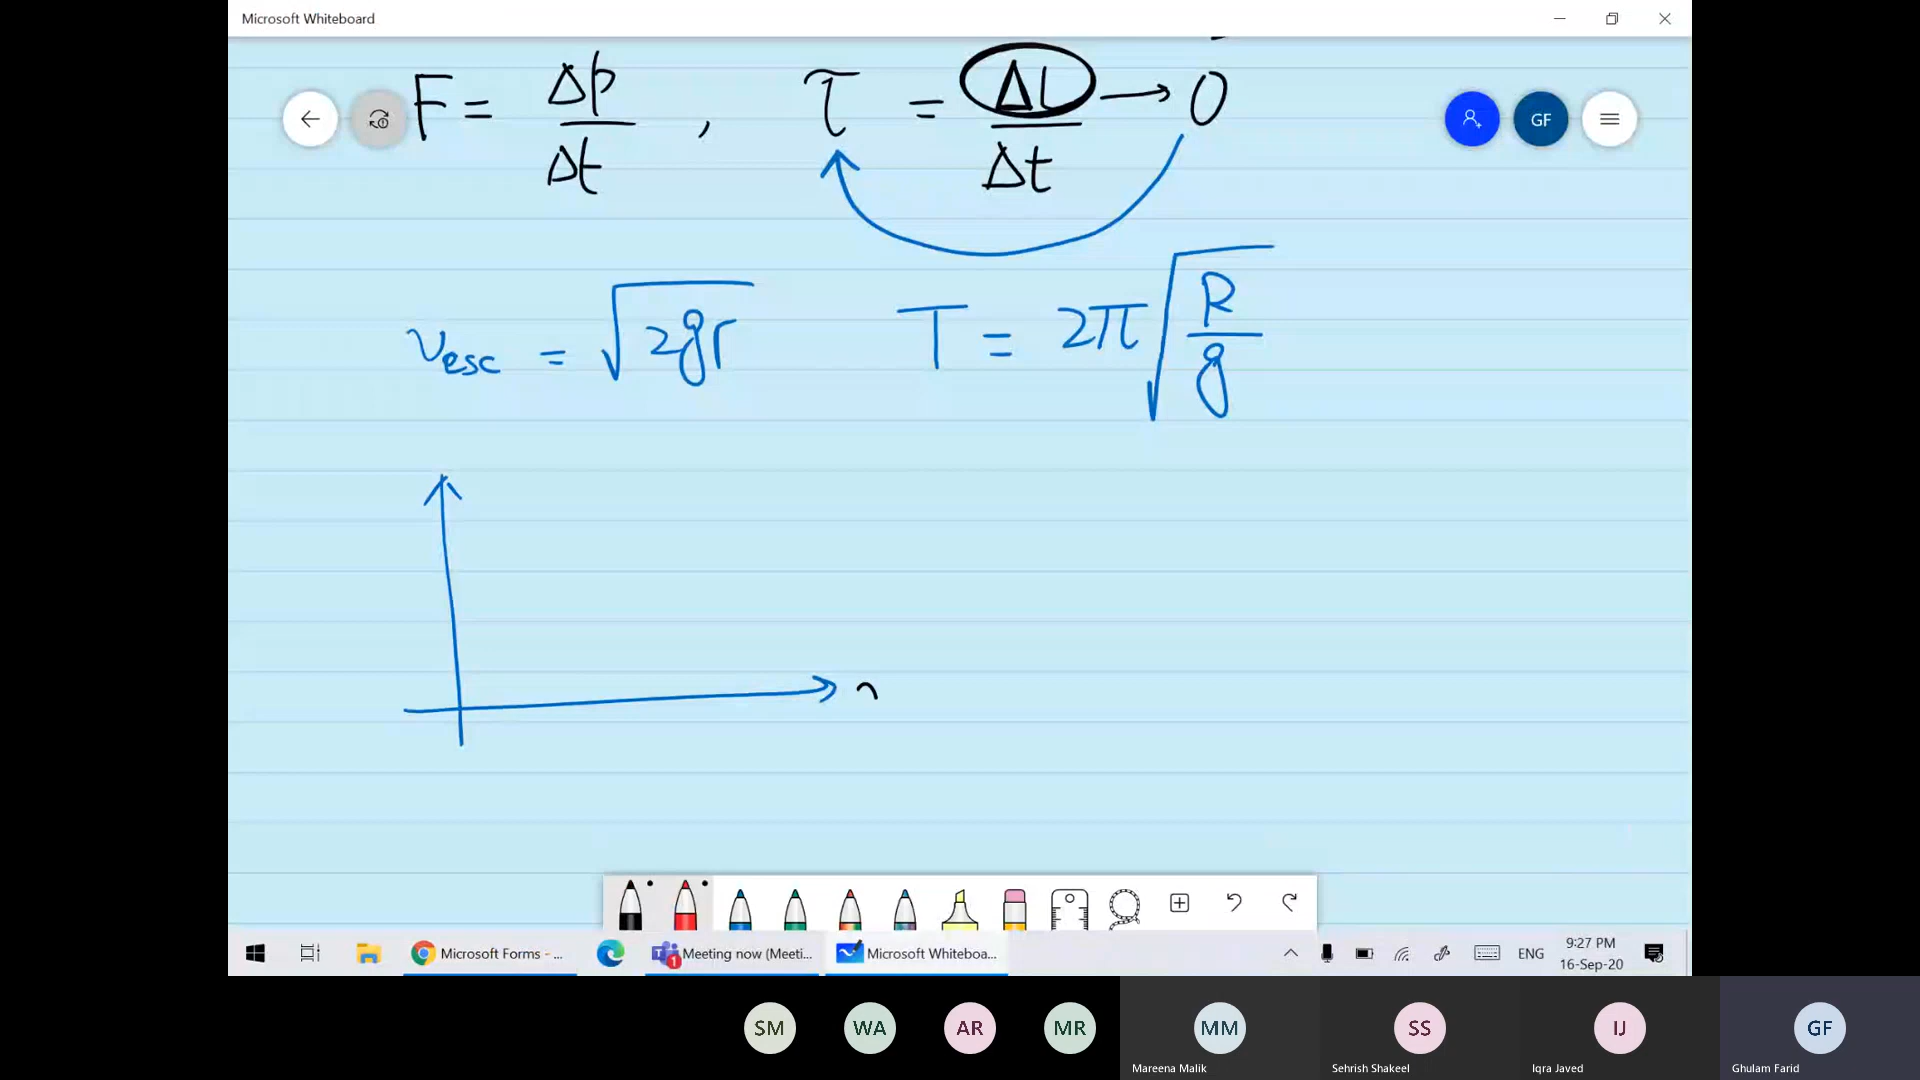 Microsoft Whiteboard
F = Δp / Δt , τ = ΔL / Δt → 0
GF
vesc = √2gr T = 2π√R/g
Microsoft Forms - ...
1
Meeting now (Meeti...
Microsoft Whiteboa...
ENG
9:27 PM
16-Sep-20
SM WA AR MR MM SS IJ GF
Mareena Malik Sehrish Shakeel Iqra Javed Ghulam Farid